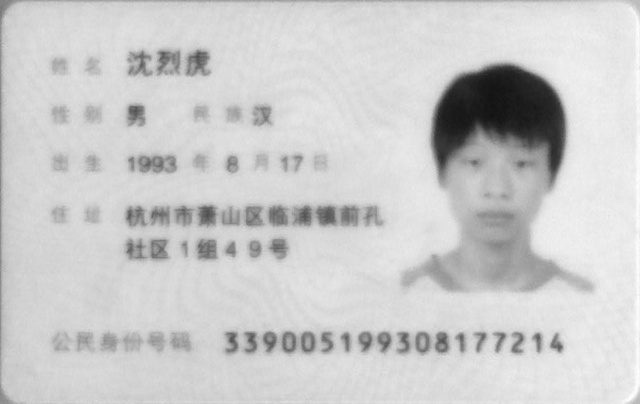 姓名 沈烈虎
性别 男 民族 汉
出生 1993 年 8 月 17 日
住址 杭州市萧山区临浦镇前孔
社区1组49号
公民身份号码 339005199308177214